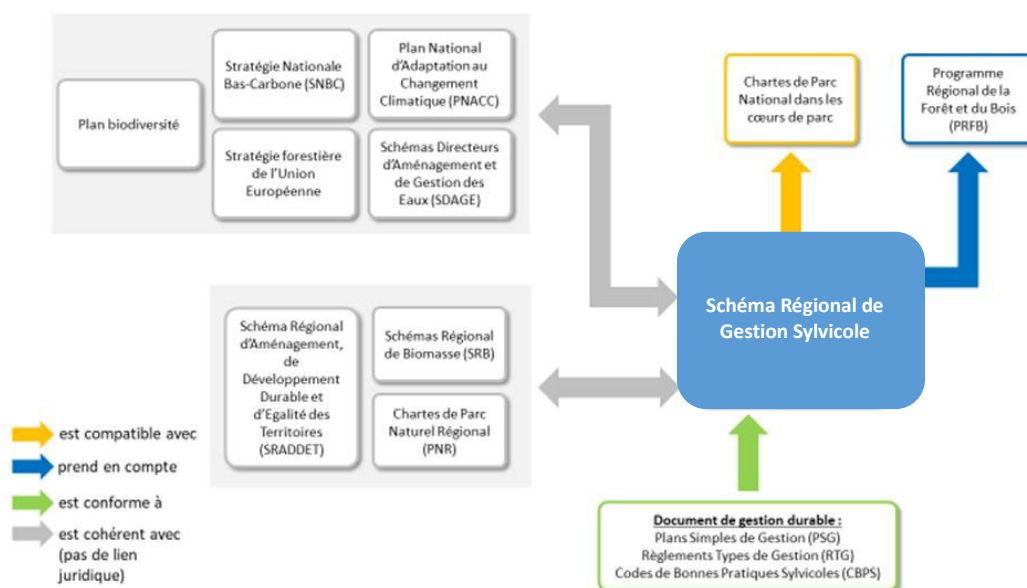 Plan biodiversité
Stratégie Nationale
Bas-Carbone (SNBC)
Plan National
d'Adaptation au
Changement
Climatique (PNACC)
Stratégie forestière
de l'Union
Européenne
Schémas Directeurs
d'Aménagement et
de Gestion des
Eaux (SDAGE)
Chartes de Parc
National dans les
cœurs de parc
Programme
Régional de la
Forêt et du Bois
(PRFB)
Schéma Régional de
Gestion Sylvicole
Schéma Régional
d'Aménagement,
de
Développement
Durable et
d'Egalité des
Territoires
(SRADDET)
Schémas Régional
de Biomasse (SRB)
Chartes de Parc
Naturel Régional
(PNR)
est compatible avec
prend en compte
est conforme à
est cohérent avec
(pas de lien
juridique)
Document de gestion durable :
Plans Simples de Gestion (PSG)
Règlements Types de Gestion (RTG)
Codes de Bonnes Pratiques Sylvicoles (CBPS)